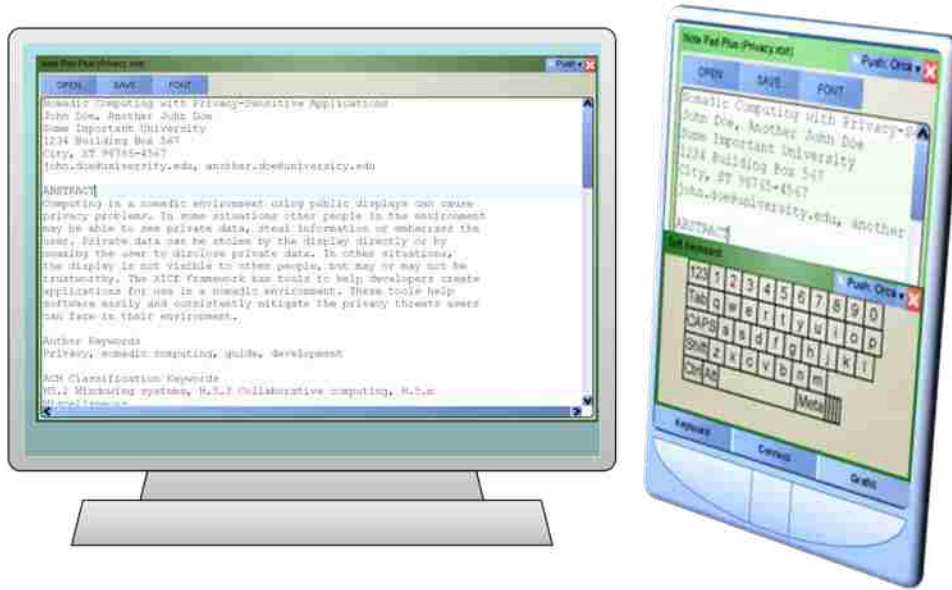 Note Pad Plus (Privacy.xbt)
Push
OPEN SAVE FONT
Nomadic Computing with Privacy-Sensitive Applications
John Doe, Another John Doe
Some Important University
1234 Building Box 567
City, ST 98765-4567
john.doe@university.edu, another.doe@university.edu
ABSTRACT
Computing in a nomadic environment using public displays can cause
privacy problems. In some situations other people in the environment
may be able to see private data, steal information or embarrass the
user. Private data can be stolen by the display directly or by
causing the user to disclose private data. In other situations,
the display is not visible to other people, but may or may not be
trustworthy. The XICE Framework has tools to help developers create
applications for use in a nomadic environment. These tools help
software easily and consistently mitigate the privacy threats users
can face in their environment.
Author Keywords
Privacy, nomadic computing, guide, development
ACM Classification Keywords
H5.2 Windowing systems, H.5.3 Collaborative computing, H.5.m
Miscellaneous
Note Pad Plus (Privacy.xbt)
Push: Orca
OPEN SAVE FONT
Nomadic Computing with Privacy-S
John Doe, Another John Doe
Some Important University
1234 Building Box 567
City, ST 98765-4567
john.doe@university.edu, another
ABSTRACT
Soft Keyboard
Push: Orca
123 1 2 3 4 5 6 7 8 9 0
Tab q w e r t y u i o p
CAPS a s d f g h j k l
Shift z x c v b n m
Ctrl Alt Meta
Keyboard Connect Grafiti